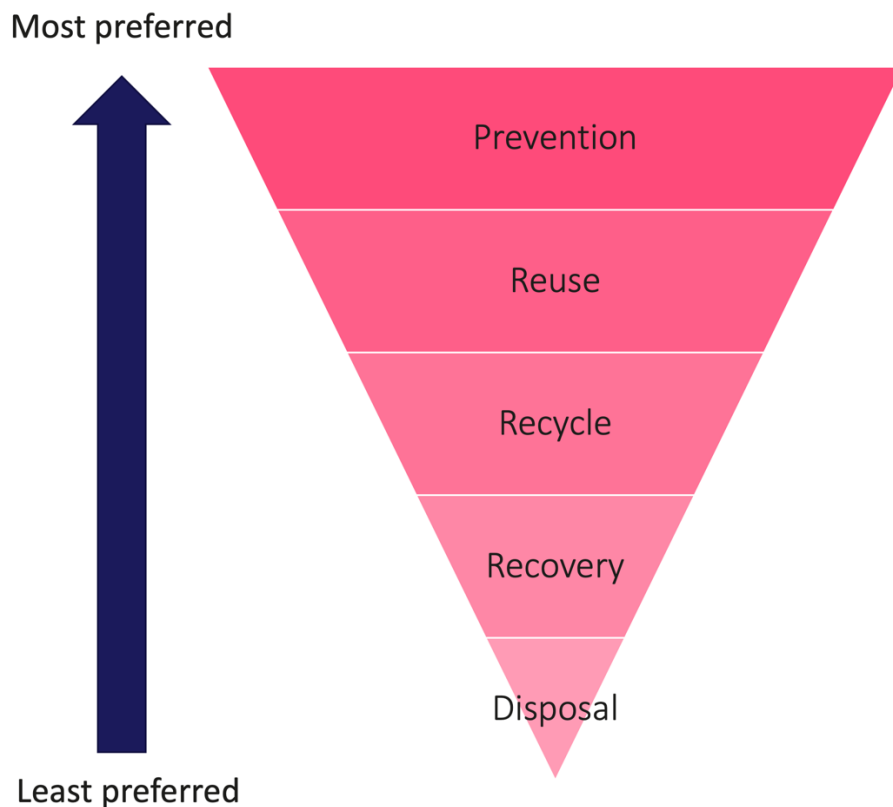 Most preferred
Prevention
Reuse
Recycle
Recovery
Disposal
Least preferred